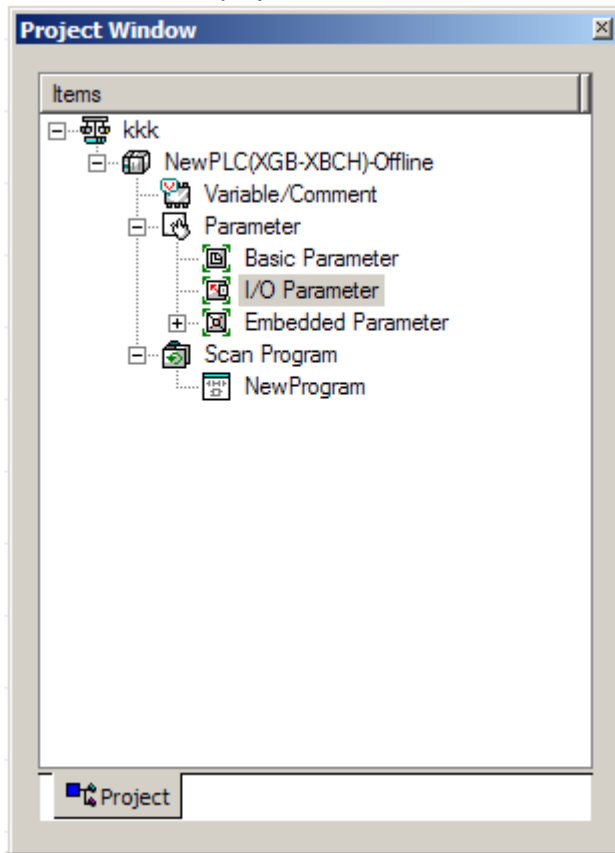 Project Window
Items
kkk
NewPLC(XGB-XBCH)-Offline
Variable/Comment
Parameter
Basic Parameter
I/O Parameter
Embedded Parameter
Scan Program
NewProgram
Project